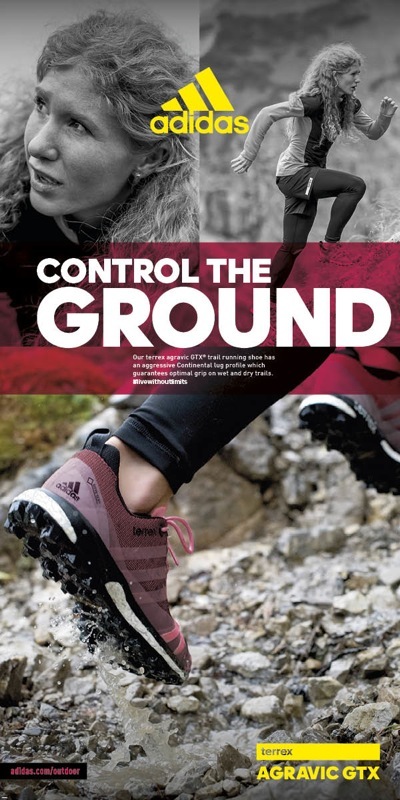 adidas
CONTROL THE
GROUND
Our terrex agravic GTX® trail running shoe has
an aggressive Continental lug profile which
guarantees optimal grip on wet and dry trails.
#livewithoutlimits
adidas
terrex
adidas.com/outdoor
terrex
AGRAVIC GTX